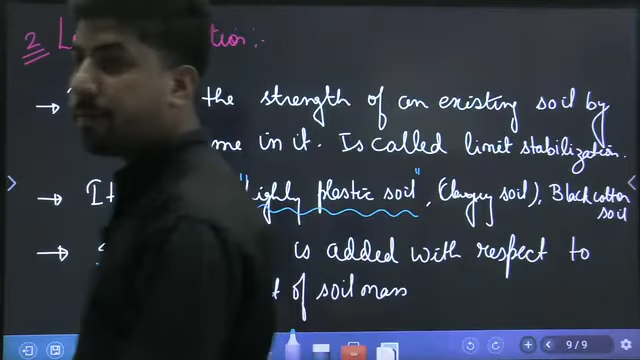 2 L tion:-
→ the strength of an existing soil by
me in it. Is called limit stabilization.
→ It "highly plastic soil", (Clayey soil), Black cotton soil
→ is added with respect to
t of soil mass
9/9